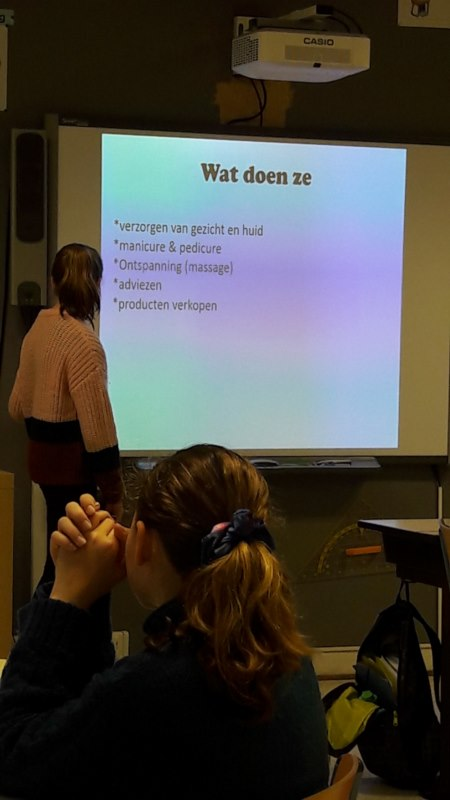 CASIO
Wat doen ze
*verzorgen van gezicht en huid
*manicure & pedicure
*Ontspanning (massage)
*adviezen
*producten verkopen